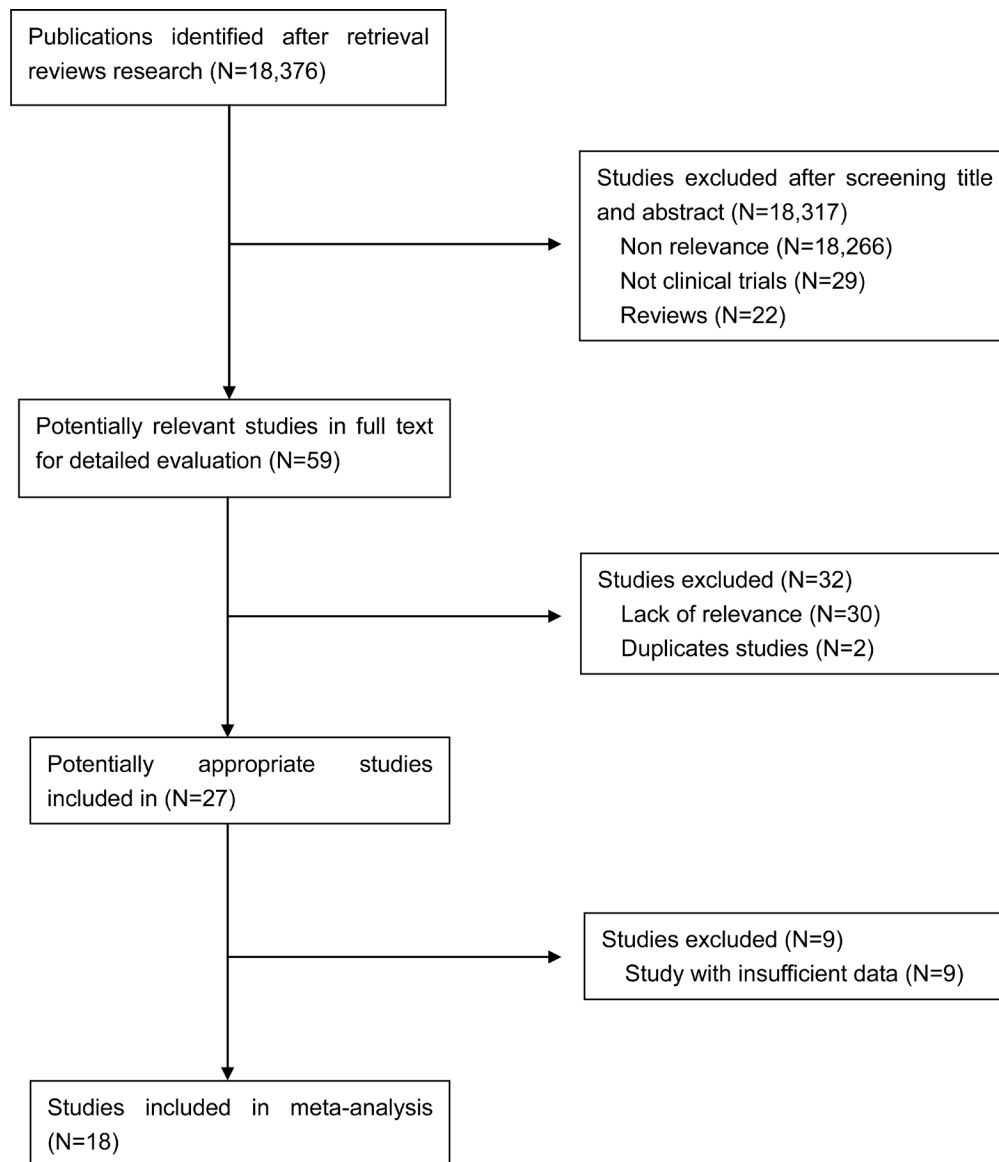 Publications identified after retrieval
reviews research (N=18,376)
Studies excluded after screening title
and abstract (N=18,317)
Non relevance (N=18,266)
Not clinical trials (N=29)
Reviews (N=22)
Potentially relevant studies in full text
for detailed evaluation (N=59)
Studies excluded (N=32)
Lack of relevance (N=30)
Duplicates studies (N=2)
Potentially appropriate studies
included in (N=27)
Studies excluded (N=9)
Study with insufficient data (N=9)
Studies included in meta-analysis
(N=18)